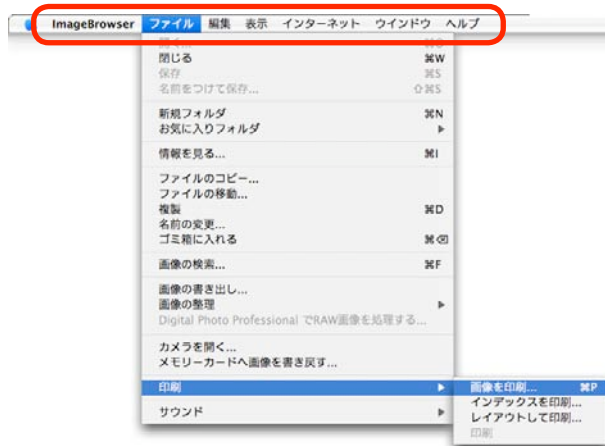 ImageBrowser ファイル 編集 表示 インターネット ウインドウ ヘルプ
閉じる ⌘W
保存 ⌘S
名前をつけて保存... ⇧⌘S
新規フォルダ ⌘N
お気に入りフォルダ ▶
情報を見る... ⌘I
ファイルのコピー...
ファイルの移動...
複製 ⌘D
名前の変更...
ゴミ箱に入れる ⌘⌫
画像の検索... ⌘F
画像の書き出し...
画像の整理 ▶
Digital Photo Professional でRAW画像を処理する...
カメラを開く...
メモリーカードへ画像を書き戻す...
印刷 ▶
サウンド ▶
画像を印刷... ⌘P
インデックスを印刷...
レイアウトして印刷...
印刷